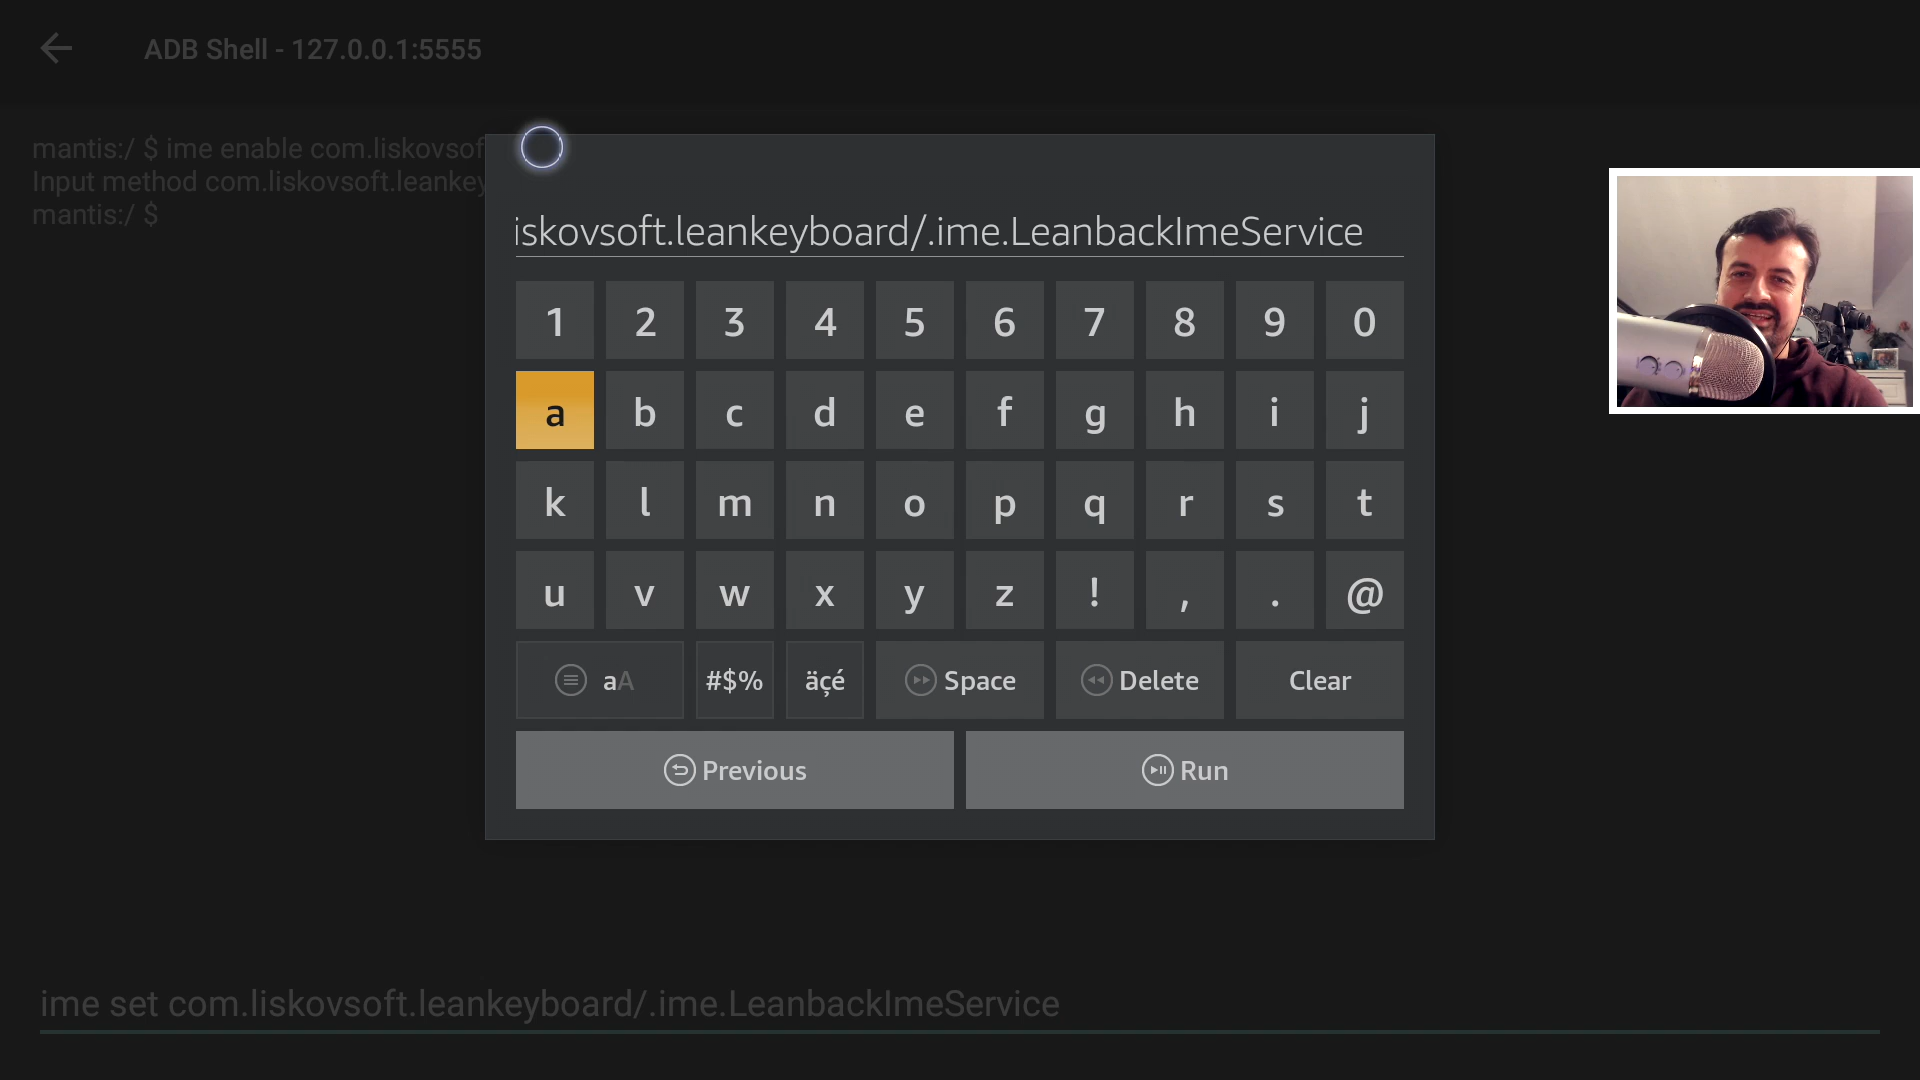 ADB Shell - 127.0.0.1:5555
mantis:/ $ ime enable com.liskovsof
Input method com.liskovsoft.leankey
mantis:/ $
iskovsoft.leankeyboard/.ime.LeanbackImeService
1 2 3 4 5 6 7 8 9 0
a b c d e f g h i j
k l m n o p q r s t
u v w x y z ! , . @
aA #$% äçé Space Delete Clear
Previous Run
ime set com.liskovsoft.leankeyboard/.ime.LeanbackImeService